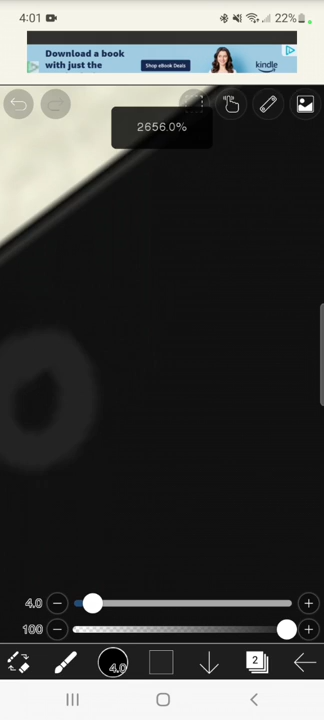 4:01
22%
Download a book
with just the
Shop eBook Deals
kindle
2656.0%
4.0
100
4.0
2